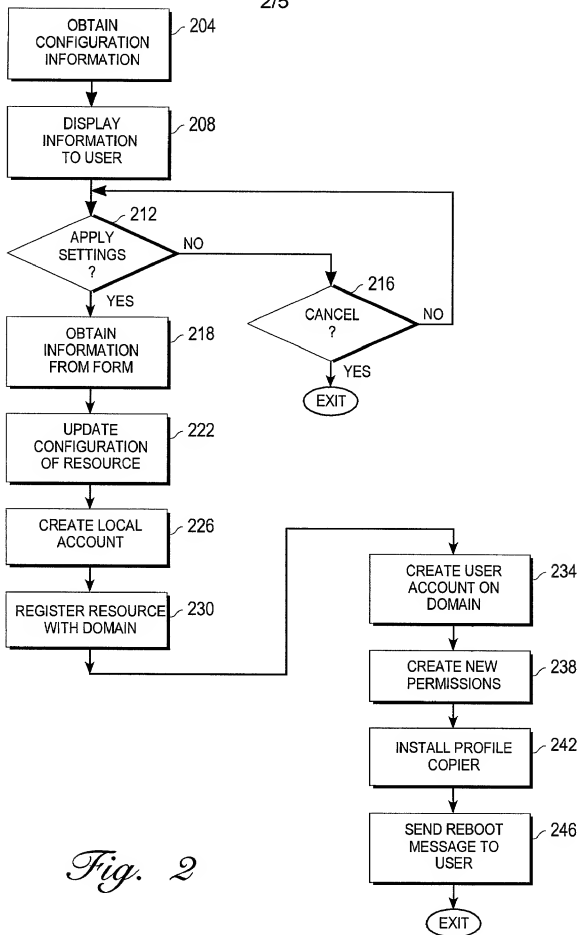 2/5
OBTAIN
CONFIGURATION
INFORMATION
204
DISPLAY
INFORMATION
TO USER
208
212
APPLY
SETTINGS
?
NO
YES
216
CANCEL
?
NO
YES
EXIT
OBTAIN
INFORMATION
FROM FORM
218
UPDATE
CONFIGURATION
OF RESOURCE
222
CREATE LOCAL
ACCOUNT
226
REGISTER RESOURCE
WITH DOMAIN
230
CREATE USER
ACCOUNT ON
DOMAIN
234
CREATE NEW
PERMISSIONS
238
INSTALL PROFILE
COPIER
242
SEND REBOOT
MESSAGE TO
USER
246
EXIT
Fig. 2